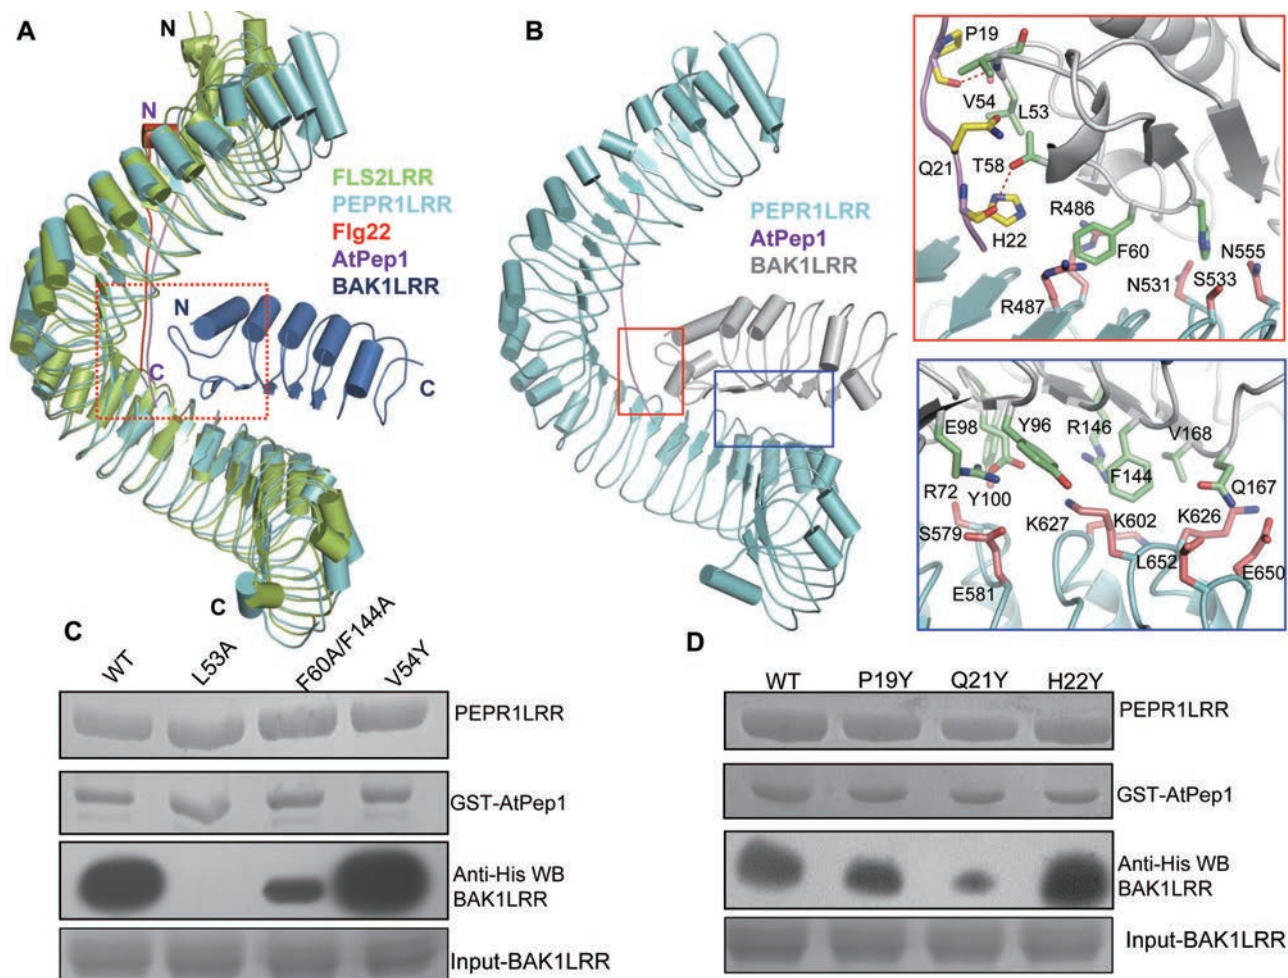 A
N
N
FLS2LRR
PEPR1LRR
Flg22
AtPep1
BAK1LRR
N
C
C
C
B
PEPR1LRR
AtPep1
BAK1LRR
P19
V54
L53
Q21
T58
R486
H22
F60
N555
S533
N531
R487
E98
Y96
R146
V168
F144
Q167
R72
Y100
K627
K602
K626
S579
L652
E650
E581
C
WT
L53A
F60A/F144A
V54Y
PEPR1LRR
GST-AtPep1
Anti-His WB
BAK1LRR
Input-BAK1LRR
D
WT
P19Y
Q21Y
H22Y
PEPR1LRR
GST-AtPep1
Anti-His WB
BAK1LRR
Input-BAK1LRR